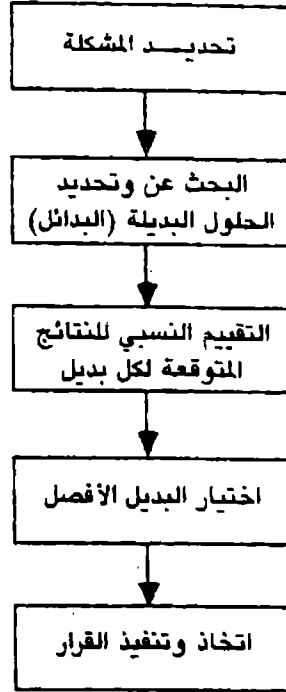 تحديد المشكلة
البحث عن وتحديد
الحلول البديلة (البدائل)
التقييم النسبي للنتائج
المتوقعة لكل بديل
اختيار البديل الأفصل
اتخاذ وتنفيذ القرار